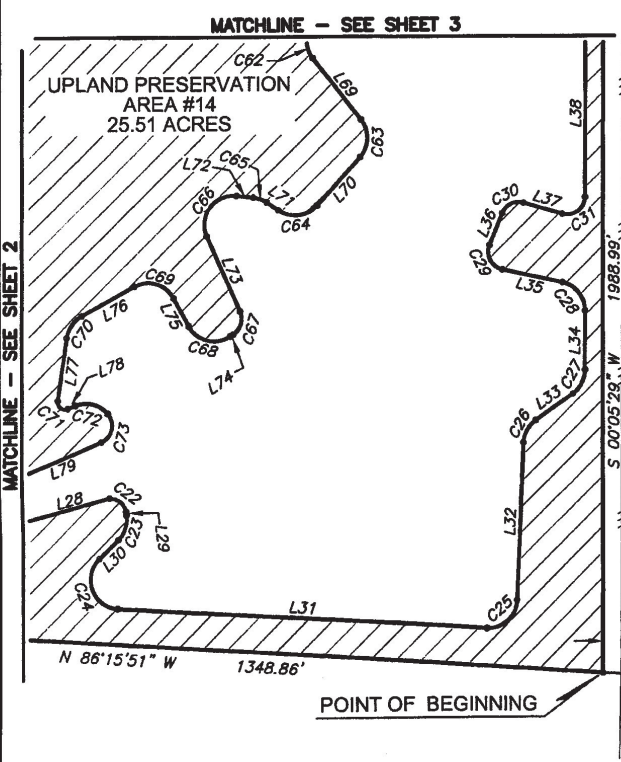 MATCHLINE - SEE SHEET 3
C62
UPLAND PRESERVATION
AREA #14
25.51 ACRES
L69
L38
C63
L72
C65
L70
C66
L71
C64
C30
L37
C31
L36
C29
L73
MATCHLINE - SEE SHEET 2
C69
L35
C28
1988.99'
L76
L75
C70
C67
C68
L34
L74
L77
L78
C27
L33
C71
C72
C73
C26
S 00°05'29" W
L79
L28
C22
L29
C23
L30
L32
C24
L31
C25
N 86°15'51" W
1348.86'
POINT OF BEGINNING